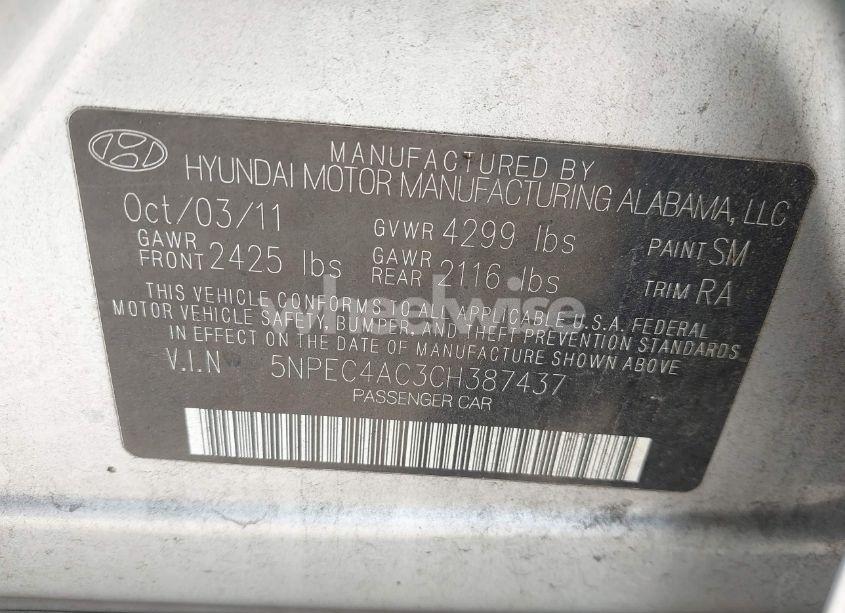 MANUFACTURED BY
HYUNDAI MOTOR MANUFACTURING ALABAMA, LLC
Oct/03/11 GVWR 4299 lbs PAINT SM
GAWR FRONT 2425 lbs GAWR REAR 2116 lbs TRIM RA
THIS VEHICLE CONFORMS TO ALL APPLICABLE U.S.A. FEDERAL
MOTOR VEHICLE SAFETY, BUMPER, AND THEFT PREVENTION STANDARDS
IN EFFECT ON THE DATE OF MANUFACTURE SHOWN ABOVE
V.I.N 5NPEC4AC3CH387437
PASSENGER CAR
wheelwise